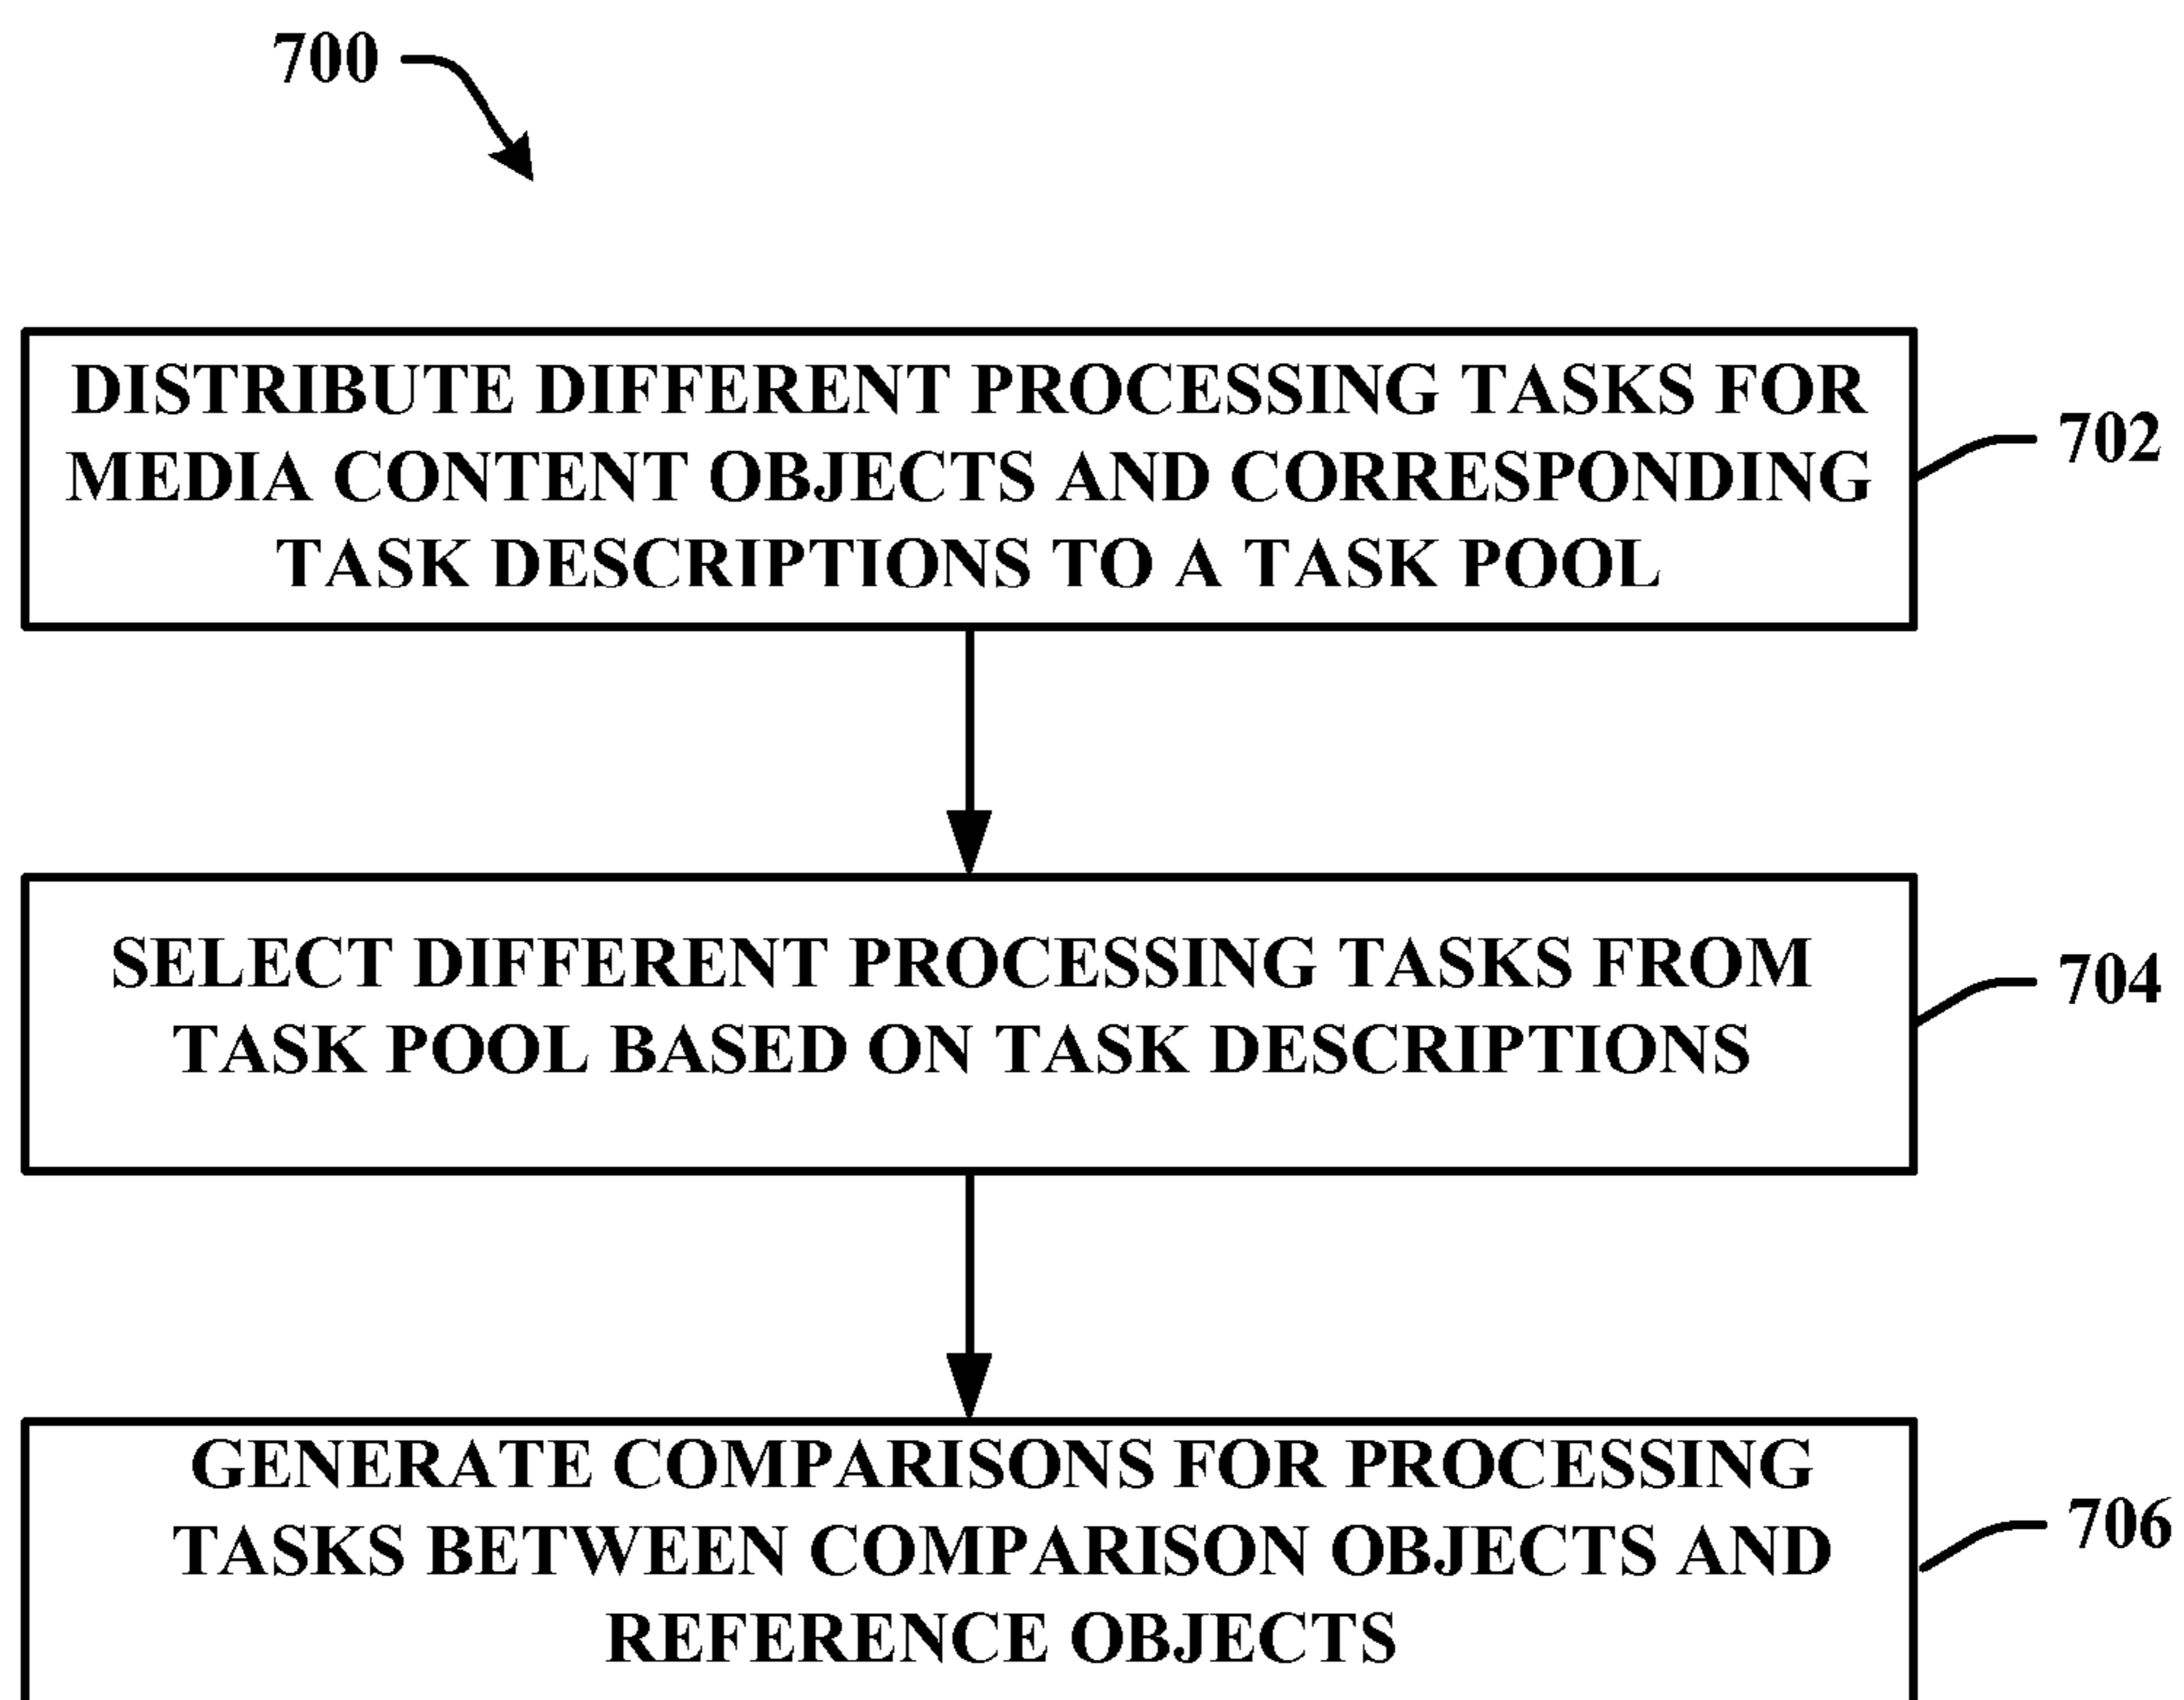 700
DISTRIBUTE DIFFERENT PROCESSING TASKS FOR
MEDIA CONTENT OBJECTS AND CORRESPONDING
TASK DESCRIPTIONS TO A TASK POOL
702
SELECT DIFFERENT PROCESSING TASKS FROM
TASK POOL BASED ON TASK DESCRIPTIONS
704
GENERATE COMPARISONS FOR PROCESSING
TASKS BETWEEN COMPARISON OBJECTS AND
REFERENCE OBJECTS
706